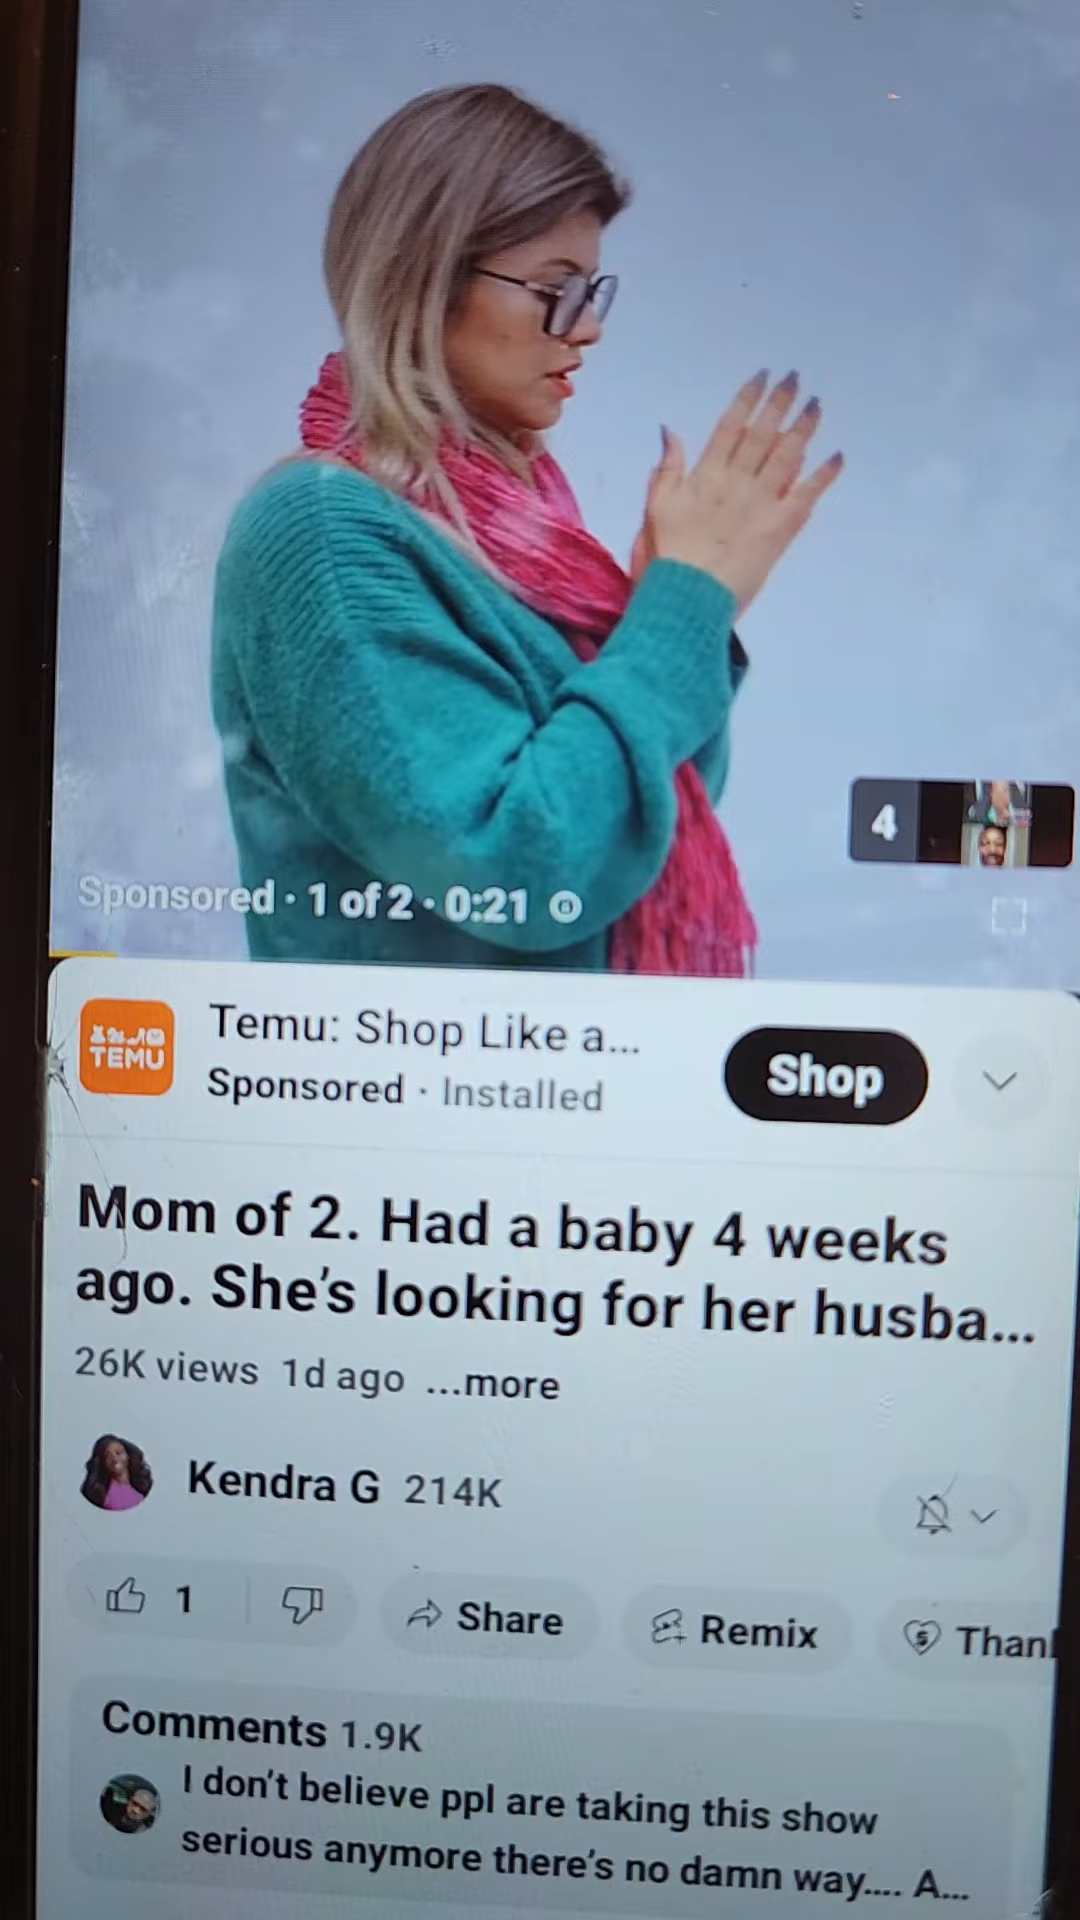 4
Sponsored · 1 of 2 · 0:21
TEMU
Temu: Shop Like a...
Sponsored · Installed
Shop
Mom of 2. Had a baby 4 weeks
ago. She's looking for her husba...
26K views 1d ago ...more
Kendra G 214K
1
Share
Remix
Than
Comments 1.9K
I don't believe ppl are taking this show
serious anymore there's no damn way.... A...